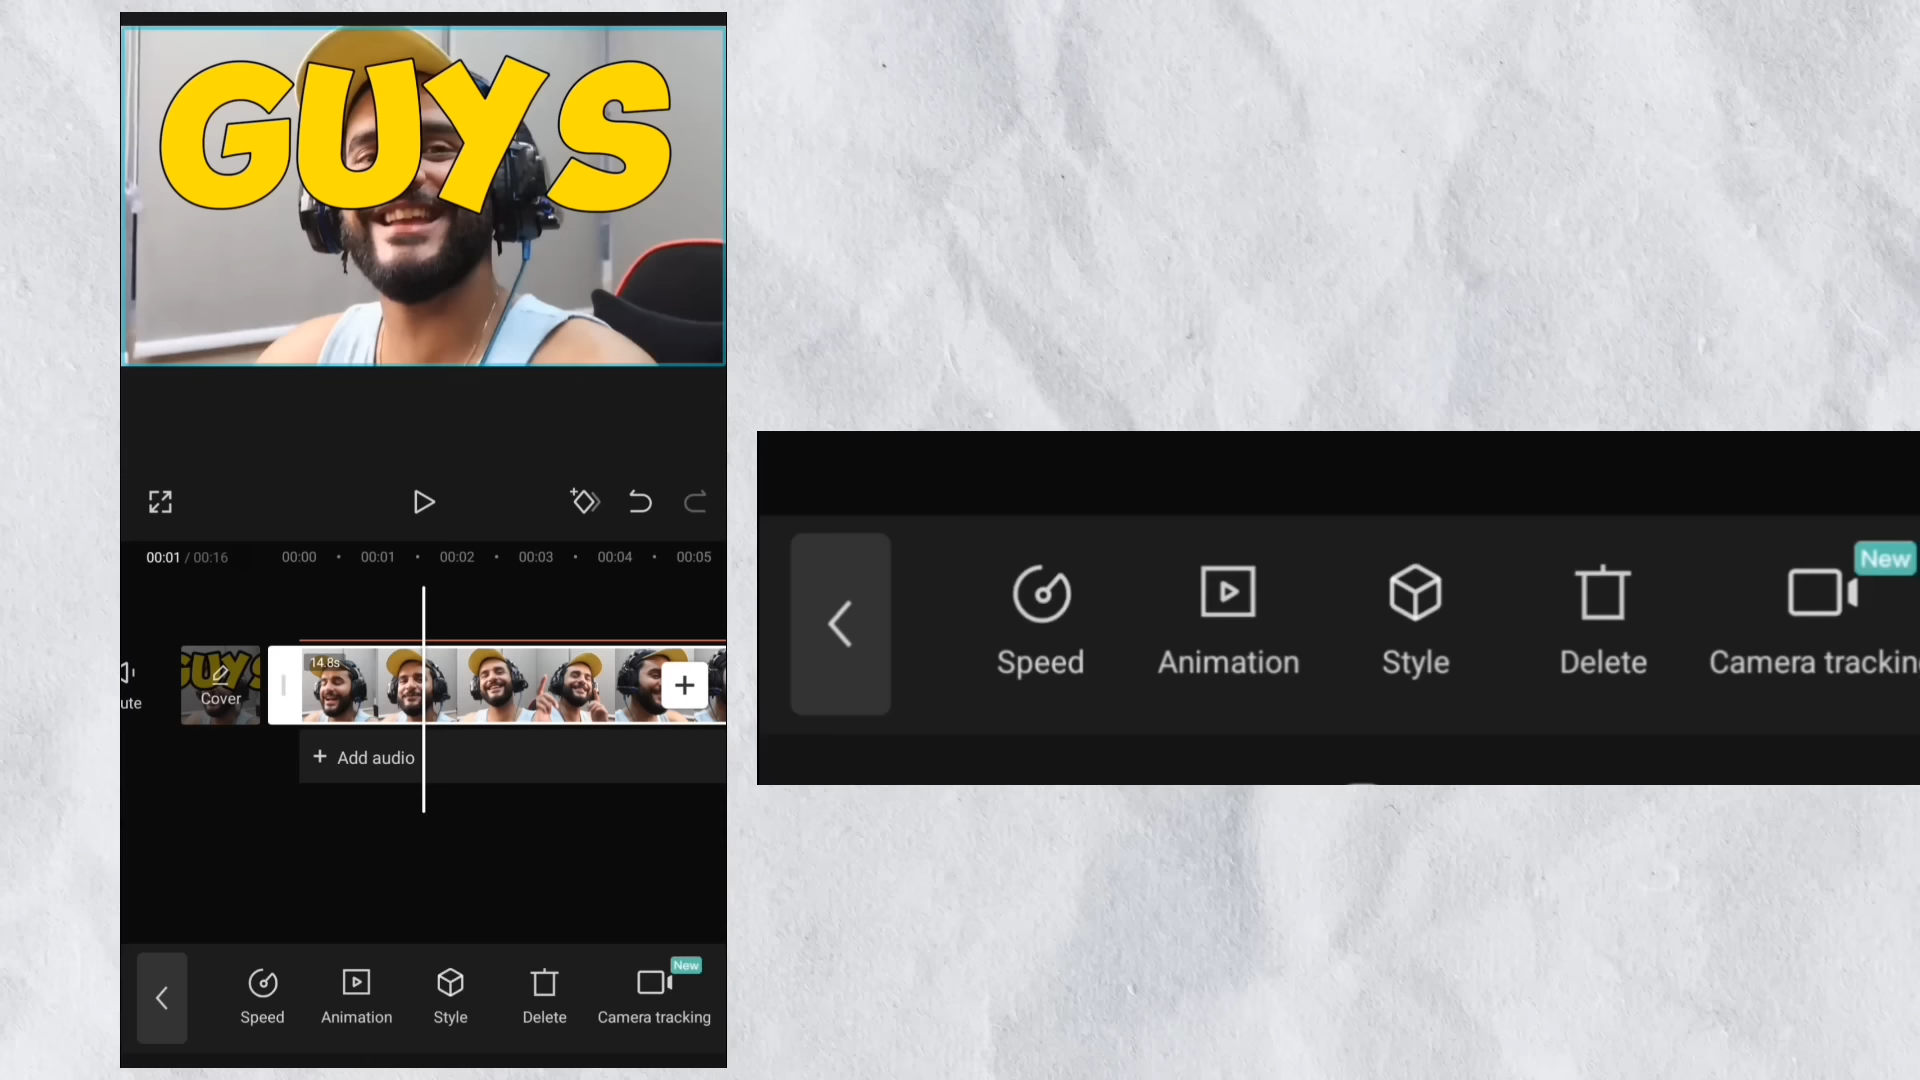 GUYS
00:01 / 00:16
00:00 00:01 00:02 00:03 00:04 00:05
14.8s
ute
Cover
GUYS
+ Add audio
New
Speed Animation Style Delete Camera tracking
New
Speed Animation Style Delete Camera trackin